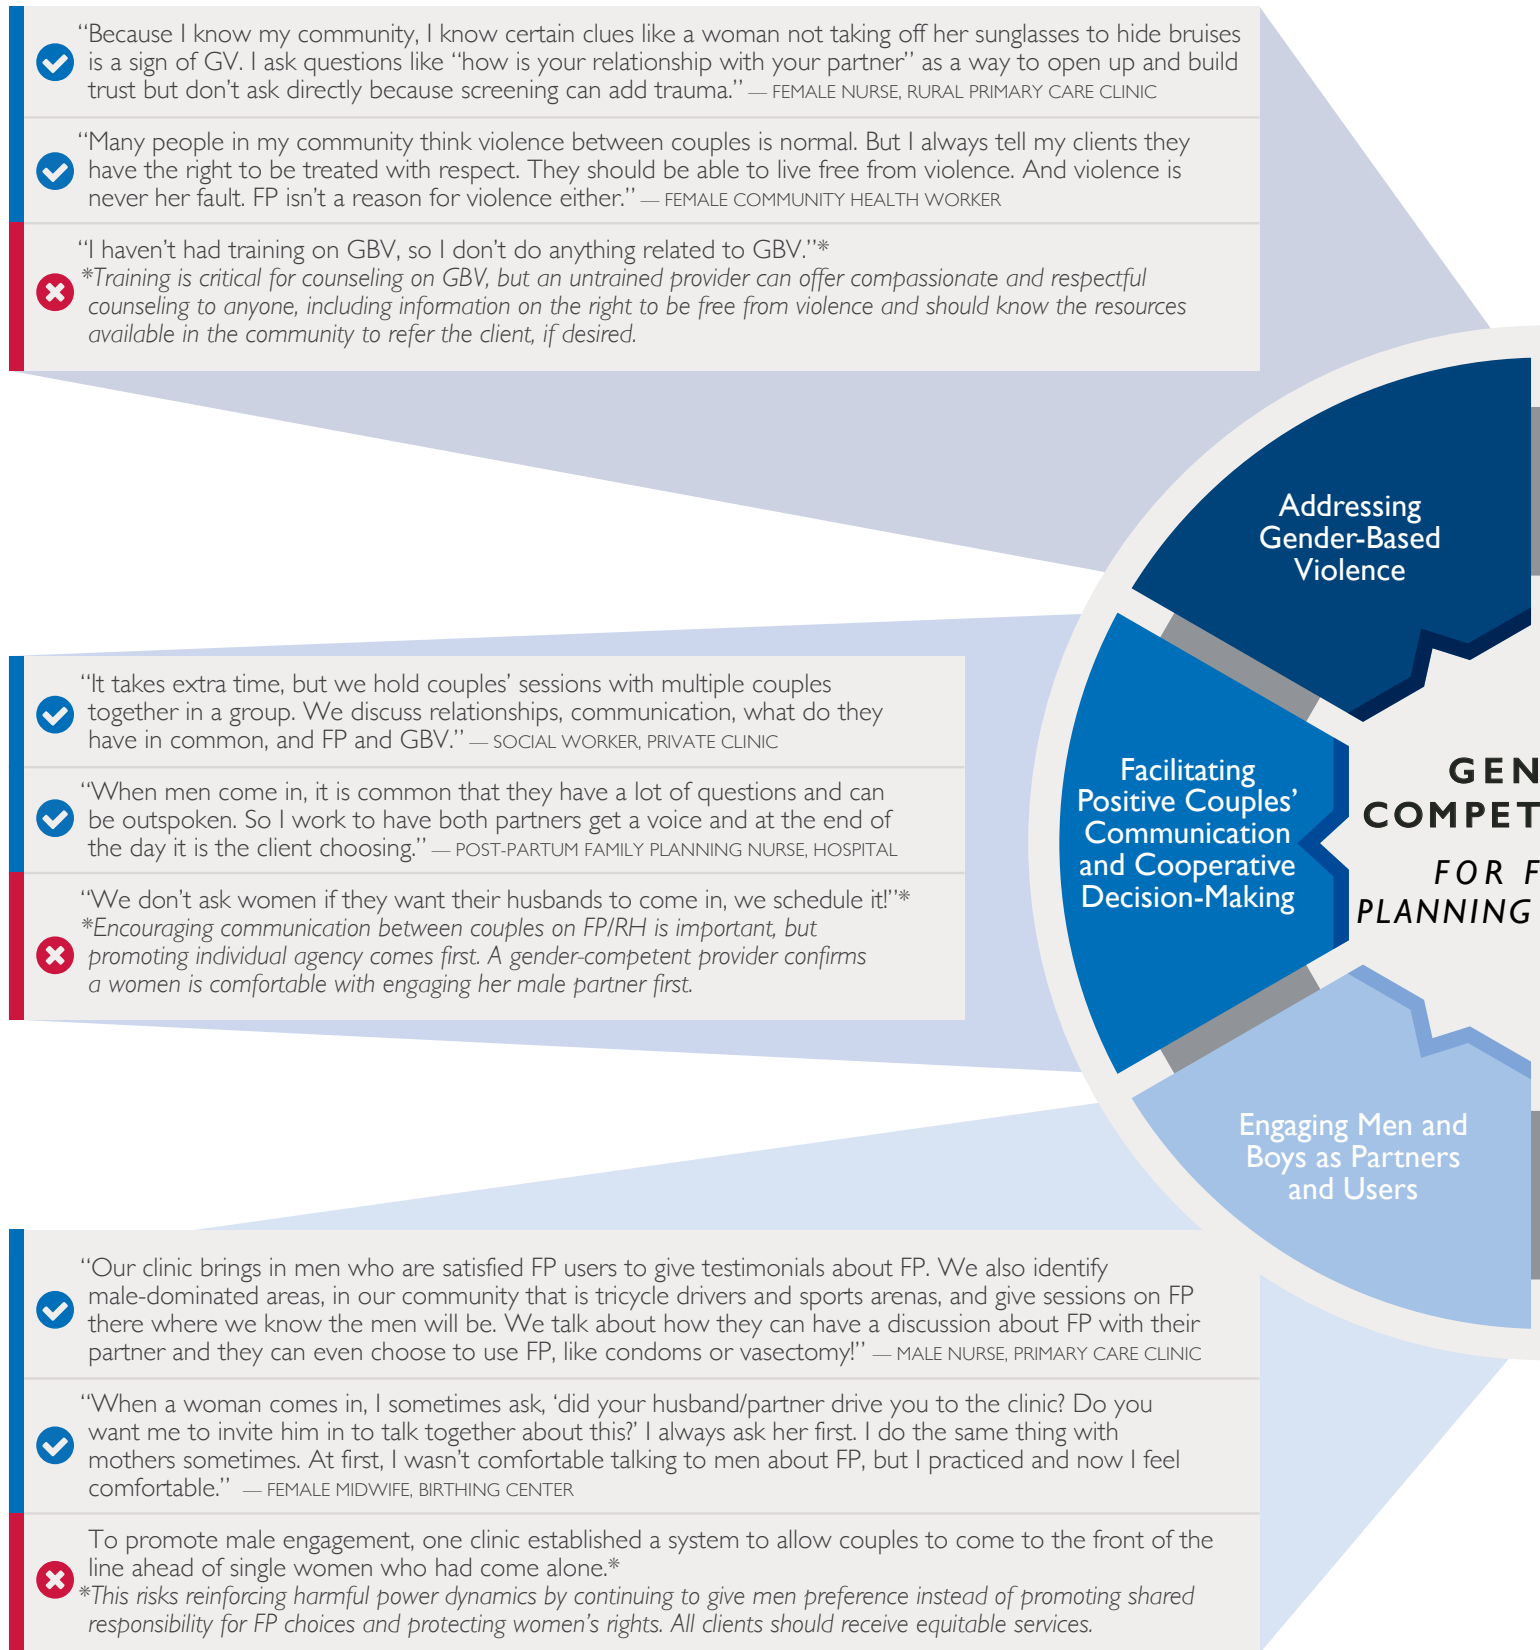 “Because I know my community, I know certain clues like a woman not taking off her sunglasses to hide bruises
is a sign of GV. I ask questions like “how is your relationship with your partner” as a way to open up and build
trust but don’t ask directly because screening can add trauma.” — FEMALE NURSE, RURAL PRIMARY CARE CLINIC
“Many people in my community think violence between couples is normal. But I always tell my clients they
have the right to be treated with respect. They should be able to live free from violence. And violence is
never her fault. FP isn’t a reason for violence either.” — FEMALE COMMUNITY HEALTH WORKER
“I haven’t had training on GBV, so I don’t do anything related to GBV.”*
*Training is critical for counseling on GBV, but an untrained provider can offer compassionate and respectful
counseling to anyone, including information on the right to be free from violence and should know the resources
available in the community to refer the client, if desired.
Addressing
Gender-Based
Violence
“It takes extra time, but we hold couples’ sessions with multiple couples
together in a group. We discuss relationships, communication, what do they
have in common, and FP and GBV.” — SOCIAL WORKER, PRIVATE CLINIC
“When men come in, it is common that they have a lot of questions and can
be outspoken. So I work to have both partners get a voice and at the end of
the day it is the client choosing.” — POST-PARTUM FAMILY PLANNING NURSE, HOSPITAL
“We don’t ask women if they want their husbands to come in, we schedule it!”*
*Encouraging communication between couples on FP/RH is important, but
promoting individual agency comes first. A gender-competent provider confirms
a women is comfortable with engaging her male partner first.
Facilitating
Positive Couples’
Communication
and Cooperative
Decision-Making
GEN
COMPET
FOR F
PLANNING
Engaging Men and
Boys as Partners
and Users
“Our clinic brings in men who are satisfied FP users to give testimonials about FP. We also identify
male-dominated areas, in our community that is tricycle drivers and sports arenas, and give sessions on FP
there where we know the men will be. We talk about how they can have a discussion about FP with their
partner and they can even choose to use FP, like condoms or vasectomy!” — MALE NURSE, PRIMARY CARE CLINIC
“When a woman comes in, I sometimes ask, ‘did your husband/partner drive you to the clinic? Do you
want me to invite him in to talk together about this?’ I always ask her first. I do the same thing with
mothers sometimes. At first, I wasn’t comfortable talking to men about FP, but I practiced and now I feel
comfortable.” — FEMALE MIDWIFE, BIRTHING CENTER
To promote male engagement, one clinic established a system to allow couples to come to the front of the
line ahead of single women who had come alone.*
*This risks reinforcing harmful power dynamics by continuing to give men preference instead of promoting shared
responsibility for FP choices and protecting women’s rights. All clients should receive equitable services.